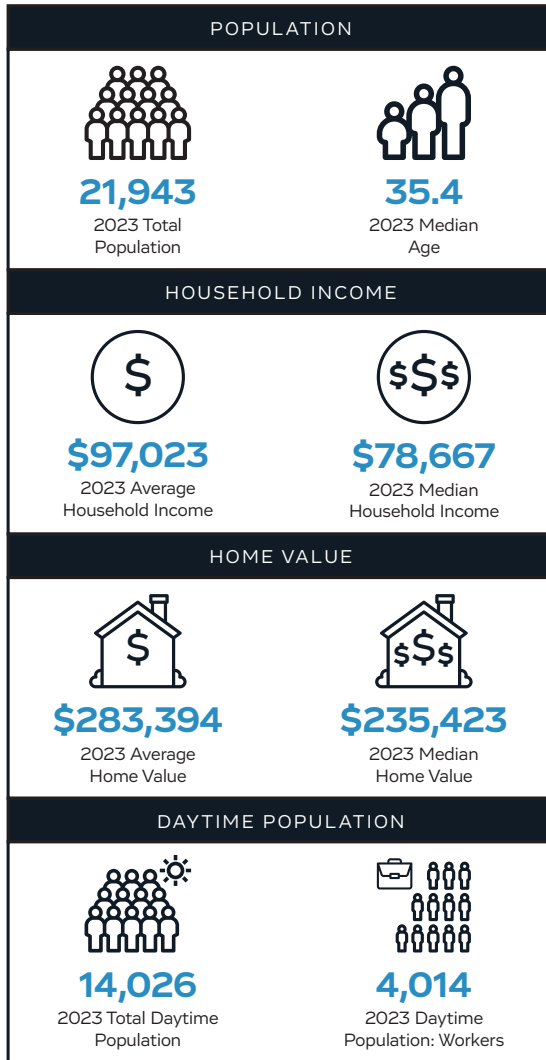 POPULATION
21,943
2023 Total
Population
35.4
2023 Median
Age
HOUSEHOLD INCOME
$
$97,023
2023 Average
Household Income
$$$
$78,667
2023 Median
Household Income
HOME VALUE
$
$283,394
2023 Average
Home Value
$$$
$235,423
2023 Median
Home Value
DAYTIME POPULATION
14,026
2023 Total Daytime
Population
4,014
2023 Daytime
Population: Workers